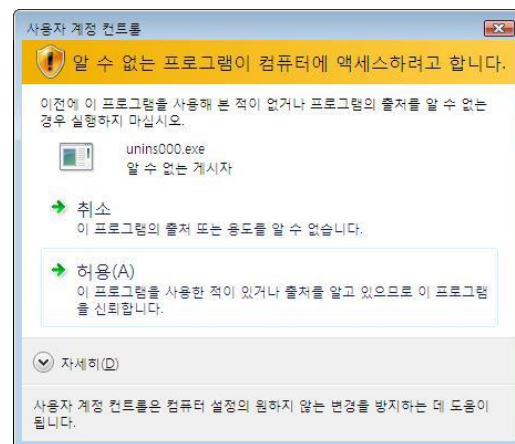 사용자 계정 컨트롤
알 수 없는 프로그램이 컴퓨터에 액세스하려고 합니다.
이전에 이 프로그램을 사용해 본 적이 없거나 프로그램의 출처를 알 수 없는
경우 실행하지 마십시오.
unins000.exe
알 수 없는 게시자
취소
이 프로그램의 출처 또는 용도를 알 수 없습니다.
허용(A)
이 프로그램을 사용한 적이 있거나 출처를 알고 있으므로 이 프로그램
을 신뢰합니다.
자세히(D)
사용자 계정 컨트롤은 컴퓨터 설정의 원하지 않는 변경을 방지하는 데 도움이
됩니다.